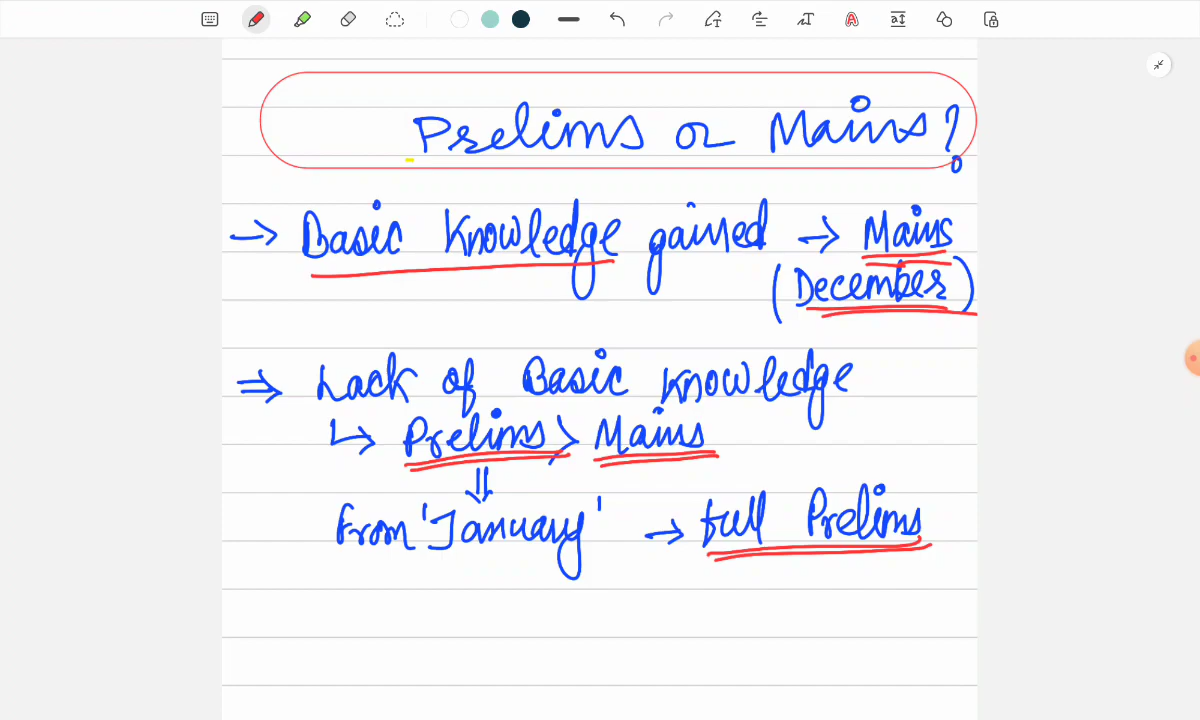 Prelims or Mains?
→ Basic Knowledge gained → Mains
(December)
⇒ Lack of Basic Knowledge
↳ Prelims > Mains
⇓
From 'January' → full Prelims